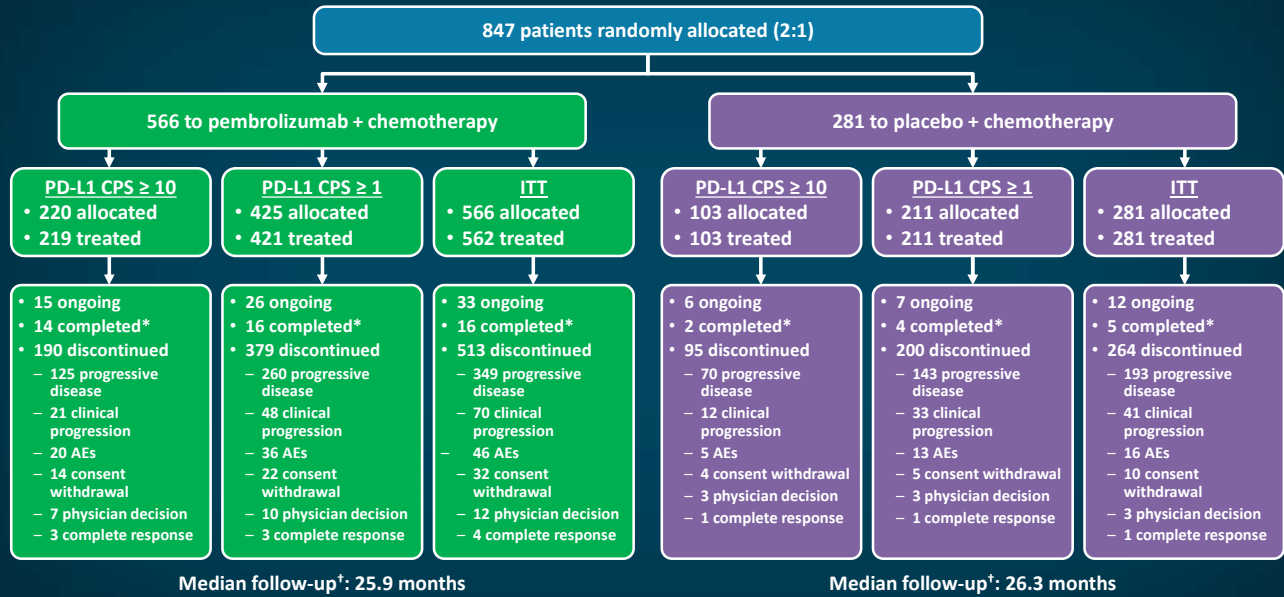 847 patients randomly allocated (2:1)
566 to pembrolizumab + chemotherapy
PD-L1 CPS ≥ 10
• 220 allocated
• 219 treated
• 15 ongoing
• 14 completed*
• 190 discontinued
– 125 progressive
disease
– 21 clinical
progression
– 20 AEs
– 14 consent
withdrawal
– 7 physician decision
– 3 complete response
PD-L1 CPS ≥ 1
• 425 allocated
• 421 treated
• 26 ongoing
• 16 completed*
• 379 discontinued
– 260 progressive
disease
– 48 clinical
progression
– 36 AEs
– 22 consent
withdrawal
– 10 physician decision
– 3 complete response
ITT
• 566 allocated
• 562 treated
• 33 ongoing
• 16 completed*
• 513 discontinued
– 349 progressive
disease
– 70 clinical
progression
– 46 AEs
– 32 consent
withdrawal
– 12 physician decision
– 4 complete response
Median follow-up†: 25.9 months
281 to placebo + chemotherapy
PD-L1 CPS ≥ 10
• 103 allocated
• 103 treated
• 6 ongoing
• 2 completed*
• 95 discontinued
– 70 progressive
disease
– 12 clinical
progression
– 5 AEs
– 4 consent withdrawal
– 3 physician decision
– 1 complete response
PD-L1 CPS ≥ 1
• 211 allocated
• 211 treated
• 7 ongoing
• 4 completed*
• 200 discontinued
– 143 progressive
disease
– 33 clinical
progression
– 13 AEs
– 5 consent withdrawal
– 3 physician decision
– 1 complete response
ITT
• 281 allocated
• 281 treated
• 12 ongoing
• 5 completed*
• 264 discontinued
– 193 progressive
disease
– 41 clinical
progression
– 16 AEs
– 10 consent
withdrawal
– 3 physician decision
– 1 complete response
Median follow-up†: 26.3 months